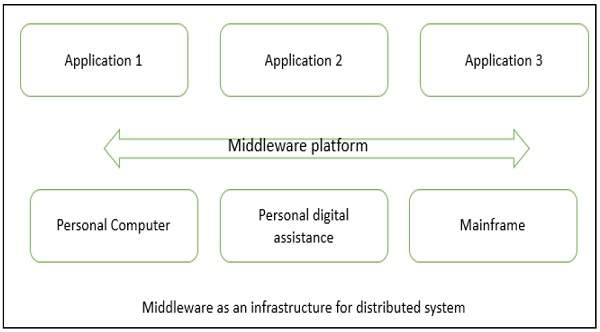 Application 1
Application 2
Application 3
Middleware platform
Personal Computer
Personal digital
assistance
Mainframe
Middleware as an infrastructure for distributed system